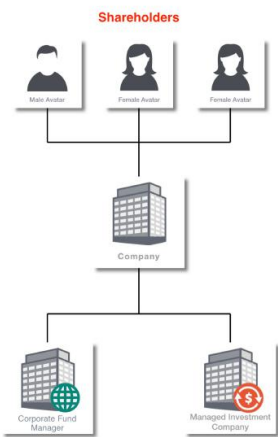 Shareholders
Male Avatar
Female Avatar
Female Avatar
Company
Corporate Fund
Manager
Managed Investment
Company
$